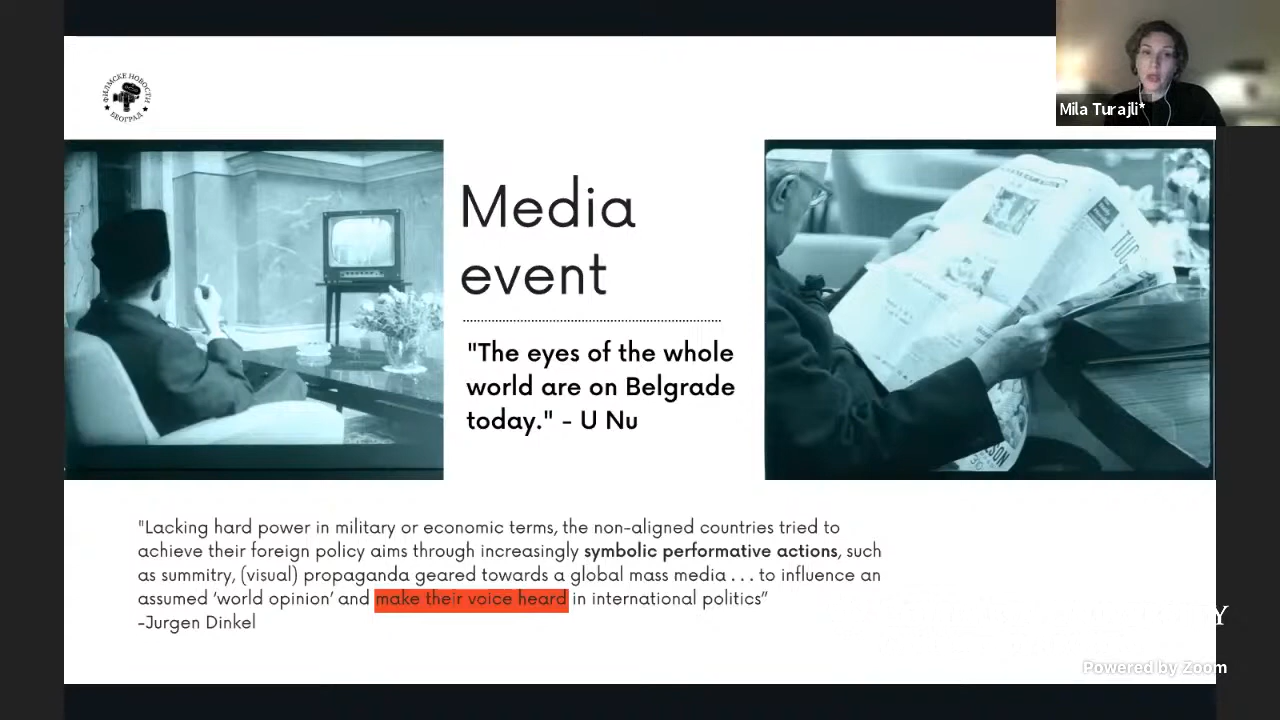 ФИЛМСКЕ НОВОСТИ
БЕОГРАД
Mila Turajli*
Media
event
"The eyes of the whole
world are on Belgrade
today." - U Nu
"Lacking hard power in military or economic terms, the non-aligned countries tried to
achieve their foreign policy aims through increasingly symbolic performative actions, such
as summitry, (visual) propaganda geared towards a global mass media . . . to influence an
assumed ‘world opinion’ and make their voice heard in international politics”
-Jurgen Dinkel
Y
Powered by Zoom